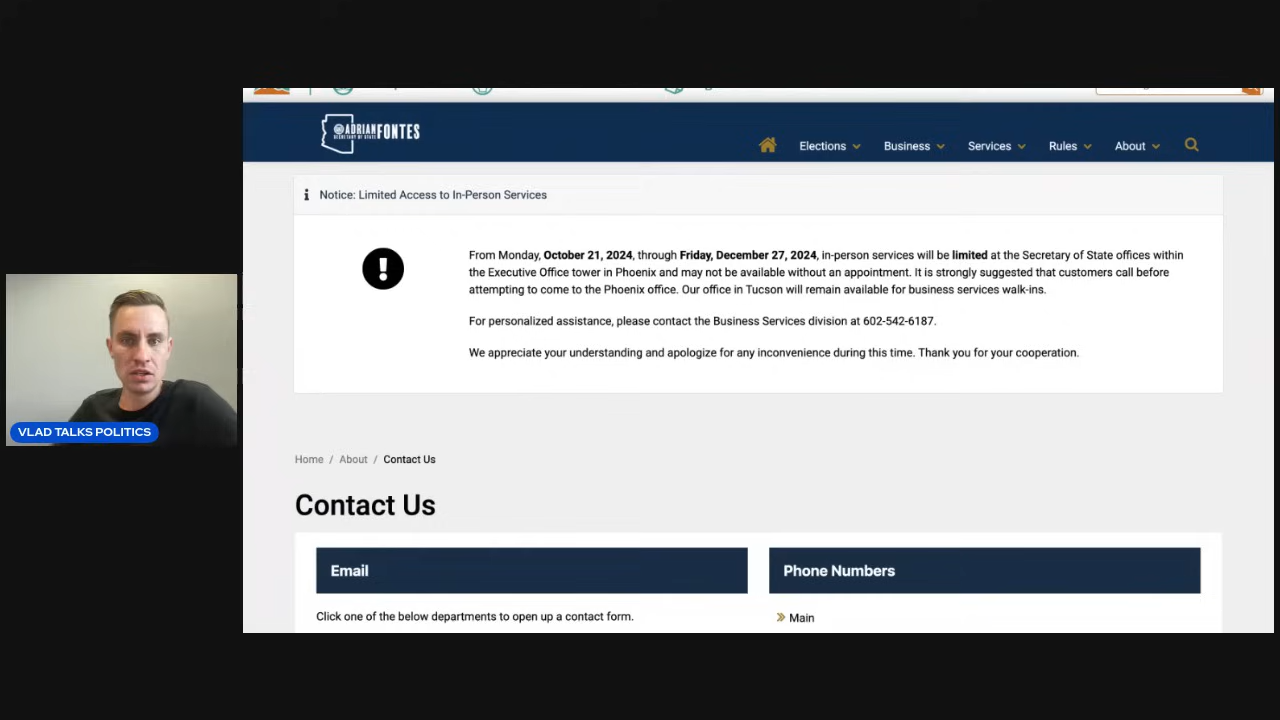 @ADRIANFONTES
SECRETARY OF STATE
Elections
Business
Services
Rules
About
Notice: Limited Access to In-Person Services
From Monday, October 21, 2024, through Friday, December 27, 2024, in-person services will be limited at the Secretary of State offices within
the Executive Office tower in Phoenix and may not be available without an appointment. It is strongly suggested that customers call before
attempting to come to the Phoenix office. Our office in Tucson will remain available for business services walk-ins.
For personalized assistance, please contact the Business Services division at 602-542-6187.
We appreciate your understanding and apologize for any inconvenience during this time. Thank you for your cooperation.
VLAD TALKS POLITICS
Home / About / Contact Us
Contact Us
Email
Phone Numbers
Click one of the below departments to open up a contact form.
Main